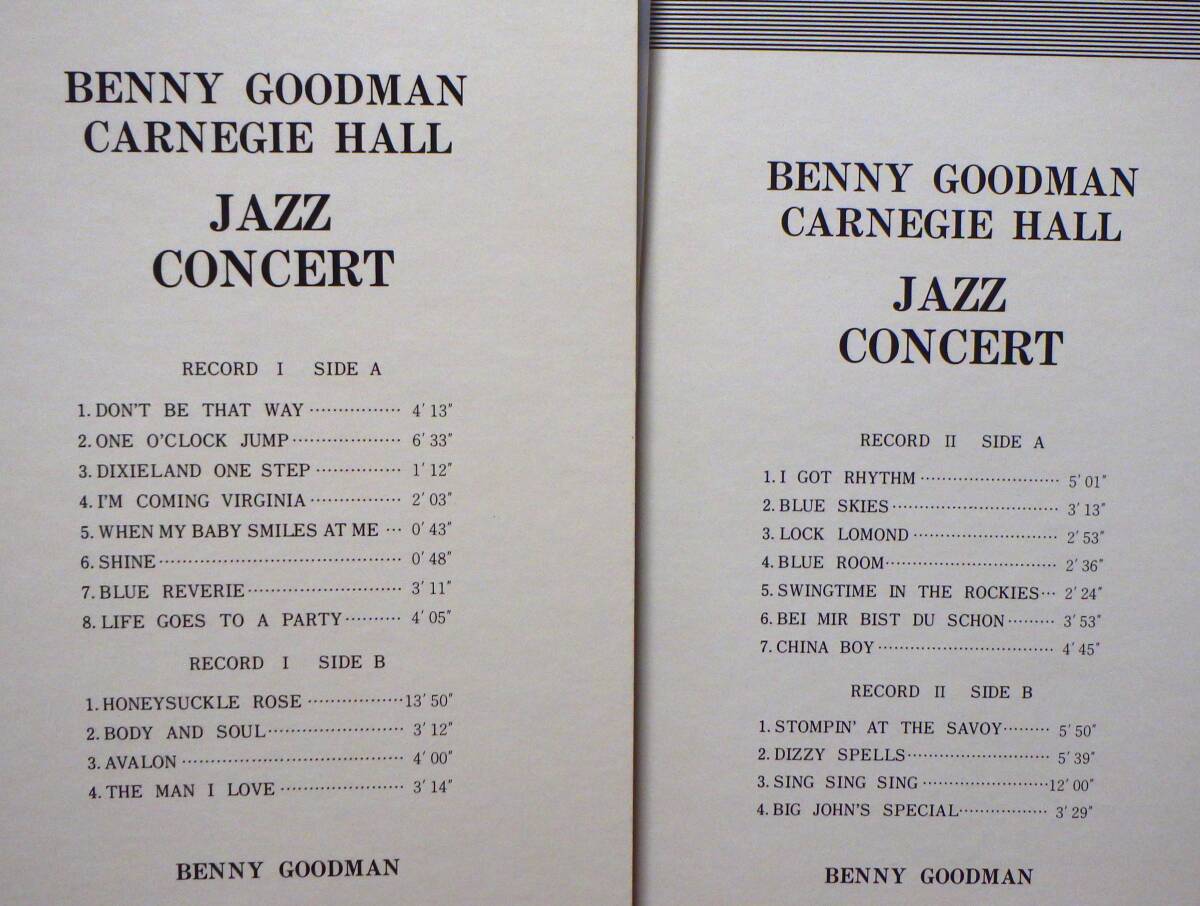 BENNY GOODMAN
CARNEGIE HALL
JAZZ
CONCERT
RECORD I SIDE A
1. DON'T BE THAT WAY ················ 4'13"
2. ONE O'CLOCK JUMP ··················· 6'33"
3. DIXIELAND ONE STEP ··············· 1'12"
4. I'M COMING VIRGINIA ················ 2'03"
5. WHEN MY BABY SMILES AT ME ··· 0'43"
6. SHINE ·········································· 0'48"
7. BLUE REVERIE ··························· 3'11"
8. LIFE GOES TO A PARTY ·········· 4'05"
RECORD I SIDE B
1. HONEYSUCKLE ROSE ················· 13'50"
2. BODY AND SOUL ························ 3'12"
3. AVALON ······································· 4'00"
4. THE MAN I LOVE ······················ 3'14"
BENNY GOODMAN
BENNY GOODMAN
CARNEGIE HALL
JAZZ
CONCERT
RECORD II SIDE A
1. I GOT RHYTHM ·························· 5'01"
2. BLUE SKIES ······························· 3'13"
3. LOCK LOMOND ··························· 2'53"
4. BLUE ROOM ································ 2'36"
5. SWINGTIME IN THE ROCKIES ··· 2'24"
6. BEI MIR BIST DU SCHON ········· 3'53"
7. CHINA BOY ································· 4'45"
RECORD II SIDE B
1. STOMPIN' AT THE SAVOY ········· 5'50"
2. DIZZY SPELLS ··························· 5'39"
3. SING SING SING ························ 12'00"
4. BIG JOHN'S SPECIAL ················· 3'29"
BENNY GOODMAN